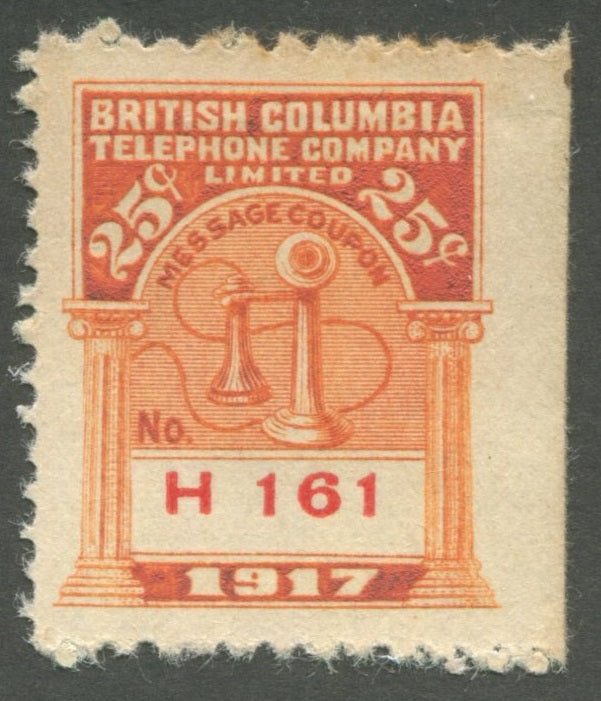 BRITISH COLUMBIA
TELEPHONE COMPANY
LIMITED
25¢ 25¢
MESSAGE COUPON
No.
H 161
1917